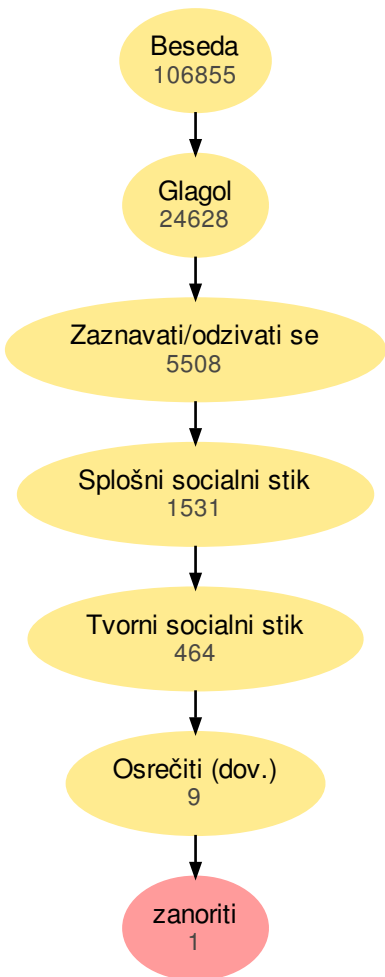 Beseda
106855
Glagol
24628
Zaznavati/odzivati se
5508
Splošni socialni stik
1531
Tvorni socialni stik
464
Osrečiti (dov.)
9
zanoriti
1